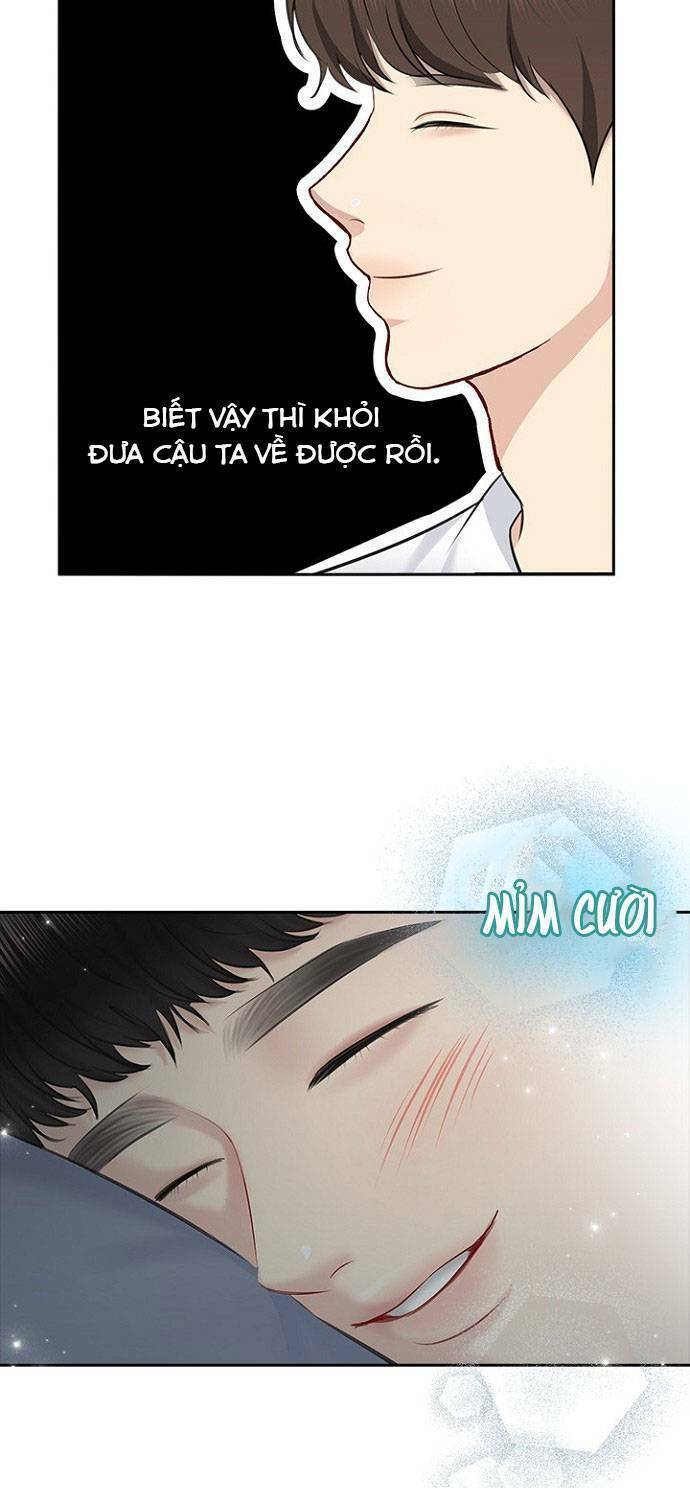 BIẾT VẬY THÌ KHỎI
ĐƯA CẬU TA VỀ ĐƯỢC RỒI.
MỈM CƯỜI